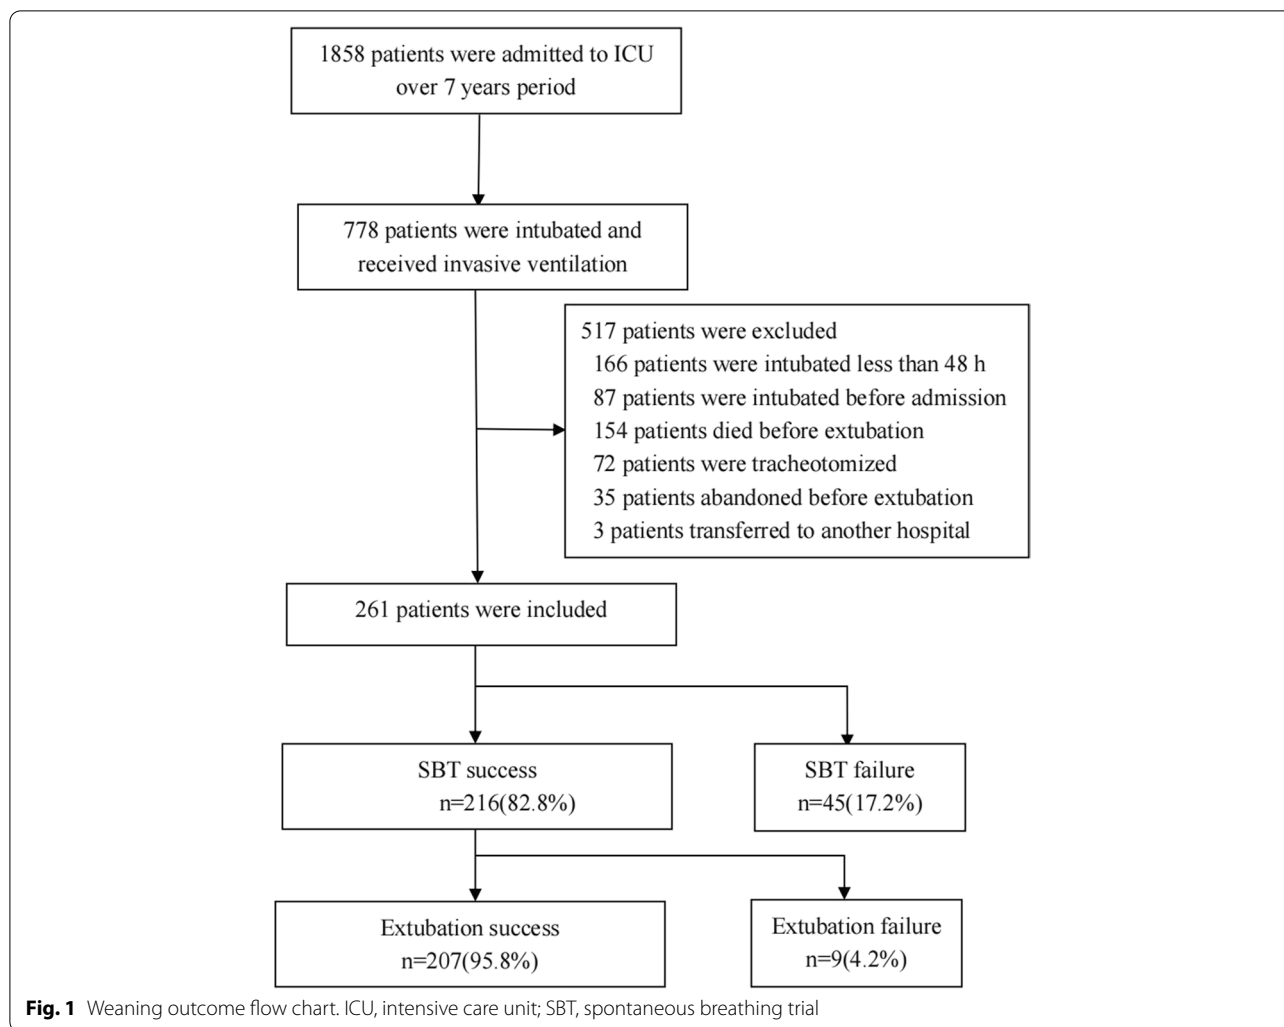 1858 patients were admitted to ICU
over 7 years period
778 patients were intubated and
received invasive ventilation
517 patients were excluded
166 patients were intubated less than 48 h
87 patients were intubated before admission
154 patients died before extubation
72 patients were tracheotomized
35 patients abandoned before extubation
3 patients transferred to another hospital
261 patients were included
SBT success
n=216(82.8%)
SBT failure
n=45(17.2%)
Extubation success
n=207(95.8%)
Extubation failure
n=9(4.2%)
Fig. 1 Weaning outcome flow chart. ICU, intensive care unit; SBT, spontaneous breathing trial